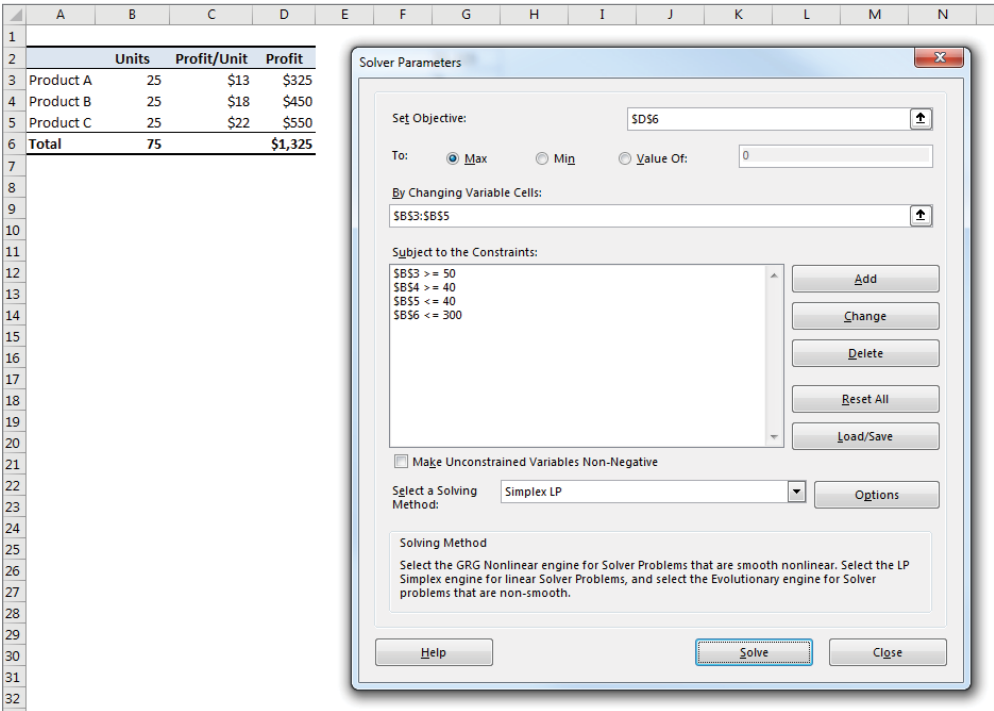 A B C D E F G H I J K L M N
1
2 Units Profit/Unit Profit
3 Product A 25 $13 $325
4 Product B 25 $18 $450
5 Product C 25 $22 $550
6 Total 75 $1,325
7
8
9
10
11
12
13
14
15
16
17
18
19
20
21
22
23
24
25
26
27
28
29
30
31
32
Solver Parameters
Set Objective: $D$6
To: Max Min Value Of: 0
By Changing Variable Cells:
$B$3:$B$5
Subject to the Constraints:
$B$3 >= 50
$B$4 >= 40
$B$5 <= 40
$B$6 <= 300
Add
Change
Delete
Reset All
Load/Save
Make Unconstrained Variables Non-Negative
Select a Solving
Method:
Simplex LP
Options
Solving Method
Select the GRG Nonlinear engine for Solver Problems that are smooth nonlinear. Select the LP
Simplex engine for linear Solver Problems, and select the Evolutionary engine for Solver
problems that are non-smooth.
Help Solve Close